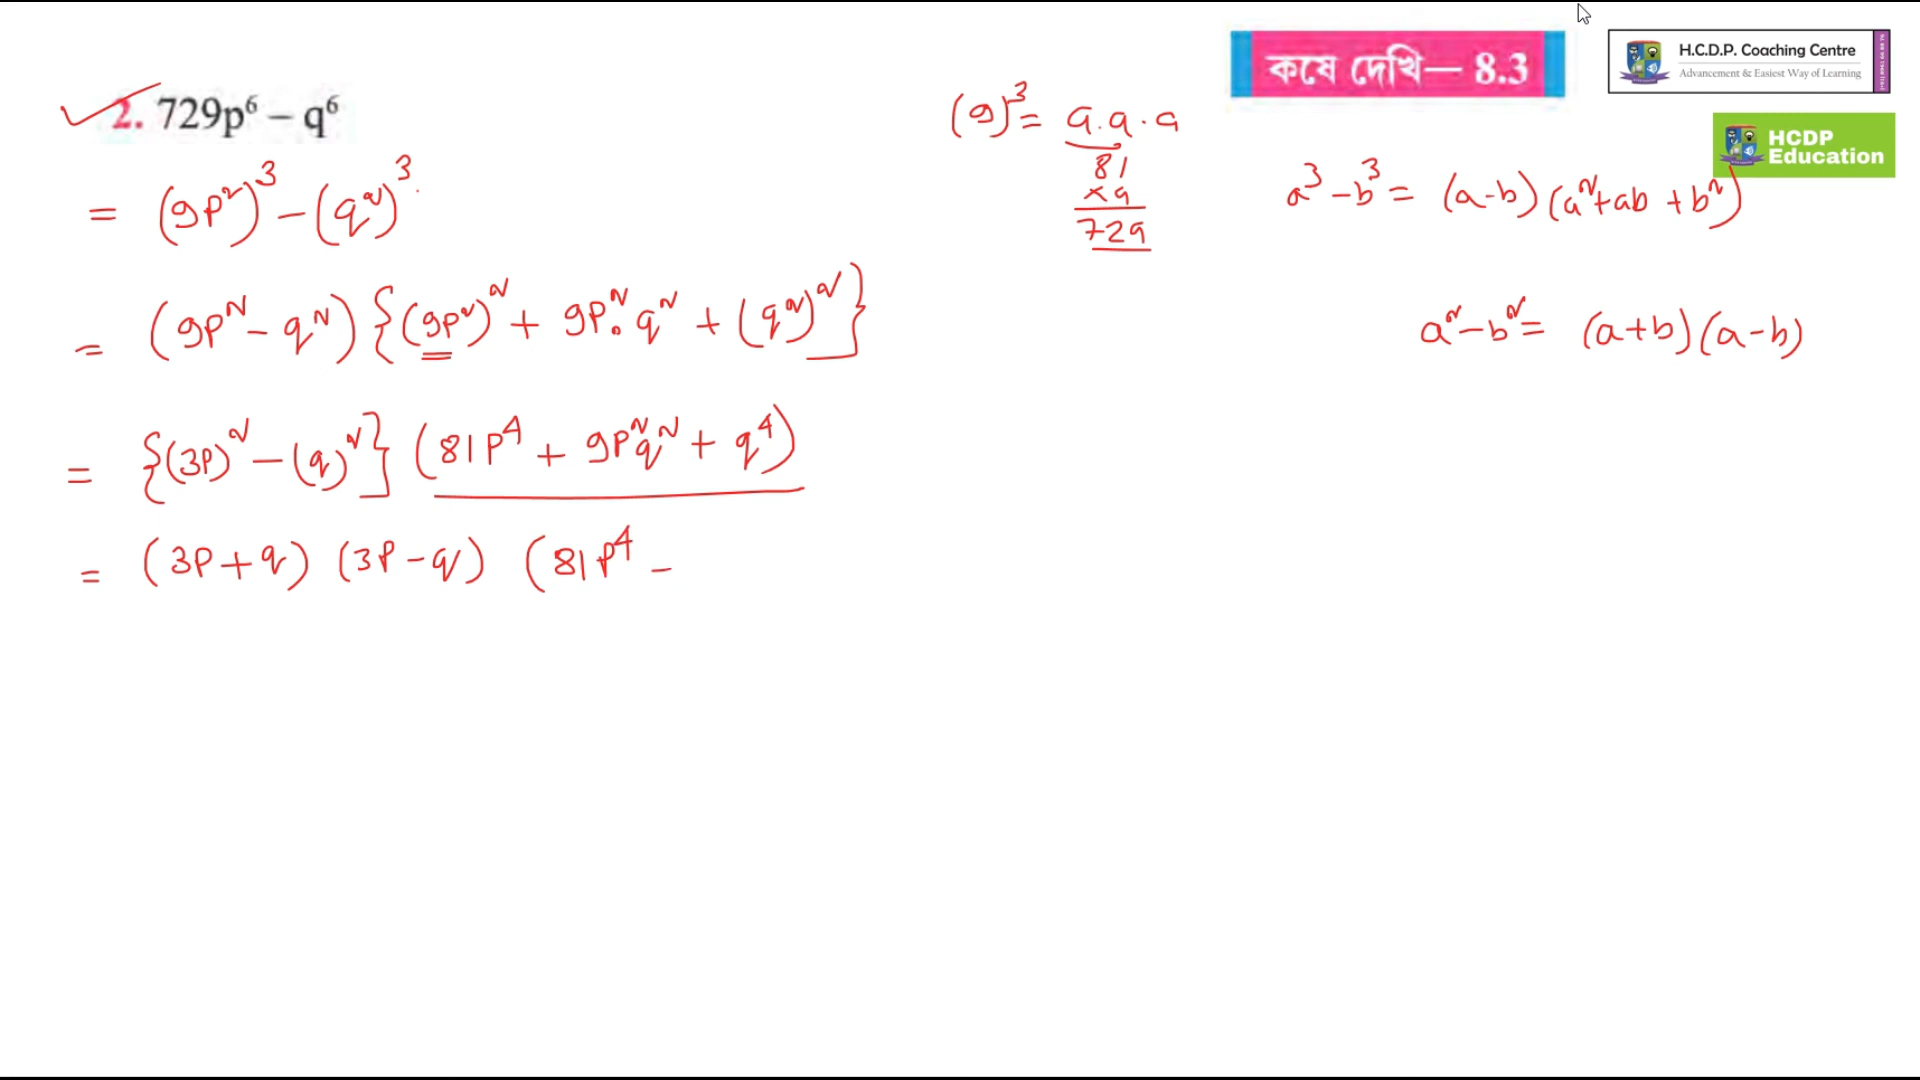 কষে দেখি— 8.3
H.C.D.P. Coaching Centre
Advancement & Easiest Way of Learning
HCDP Education
2. 729p⁶ – q⁶
= (9p²)³ – (q²)³
= (9p² – q²) {(9p²)² + 9p².q² + (q²)²}
= {(3p)² – (q)²} (81p⁴ + 9p²q² + q⁴)
= (3p+q) (3p–q) (81p⁴ –
(9)³ = 9.9.9
81
×9
729
a³ – b³ = (a-b) (a²+ab+b²)
a² – b² = (a+b) (a-b)